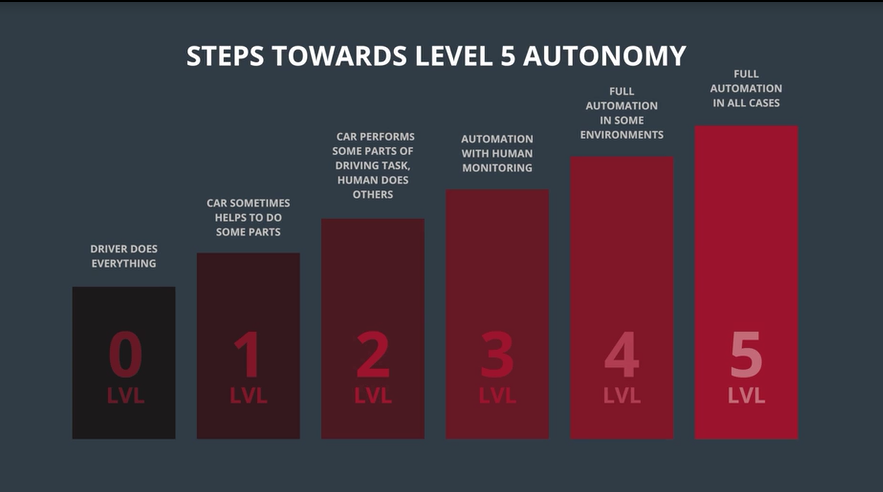 STEPS TOWARDS LEVEL 5 AUTONOMY
DRIVER DOES
EVERYTHING
0
LVL
CAR SOMETIMES
HELPS TO DO
SOME PARTS
1
LVL
CAR PERFORMS
SOME PARTS OF
DRIVING TASK,
HUMAN DOES
OTHERS
2
LVL
AUTOMATION
WITH HUMAN
MONITORING
3
LVL
FULL
AUTOMATION
IN SOME
ENVIRONMENTS
4
LVL
FULL
AUTOMATION
IN ALL CASES
5
LVL